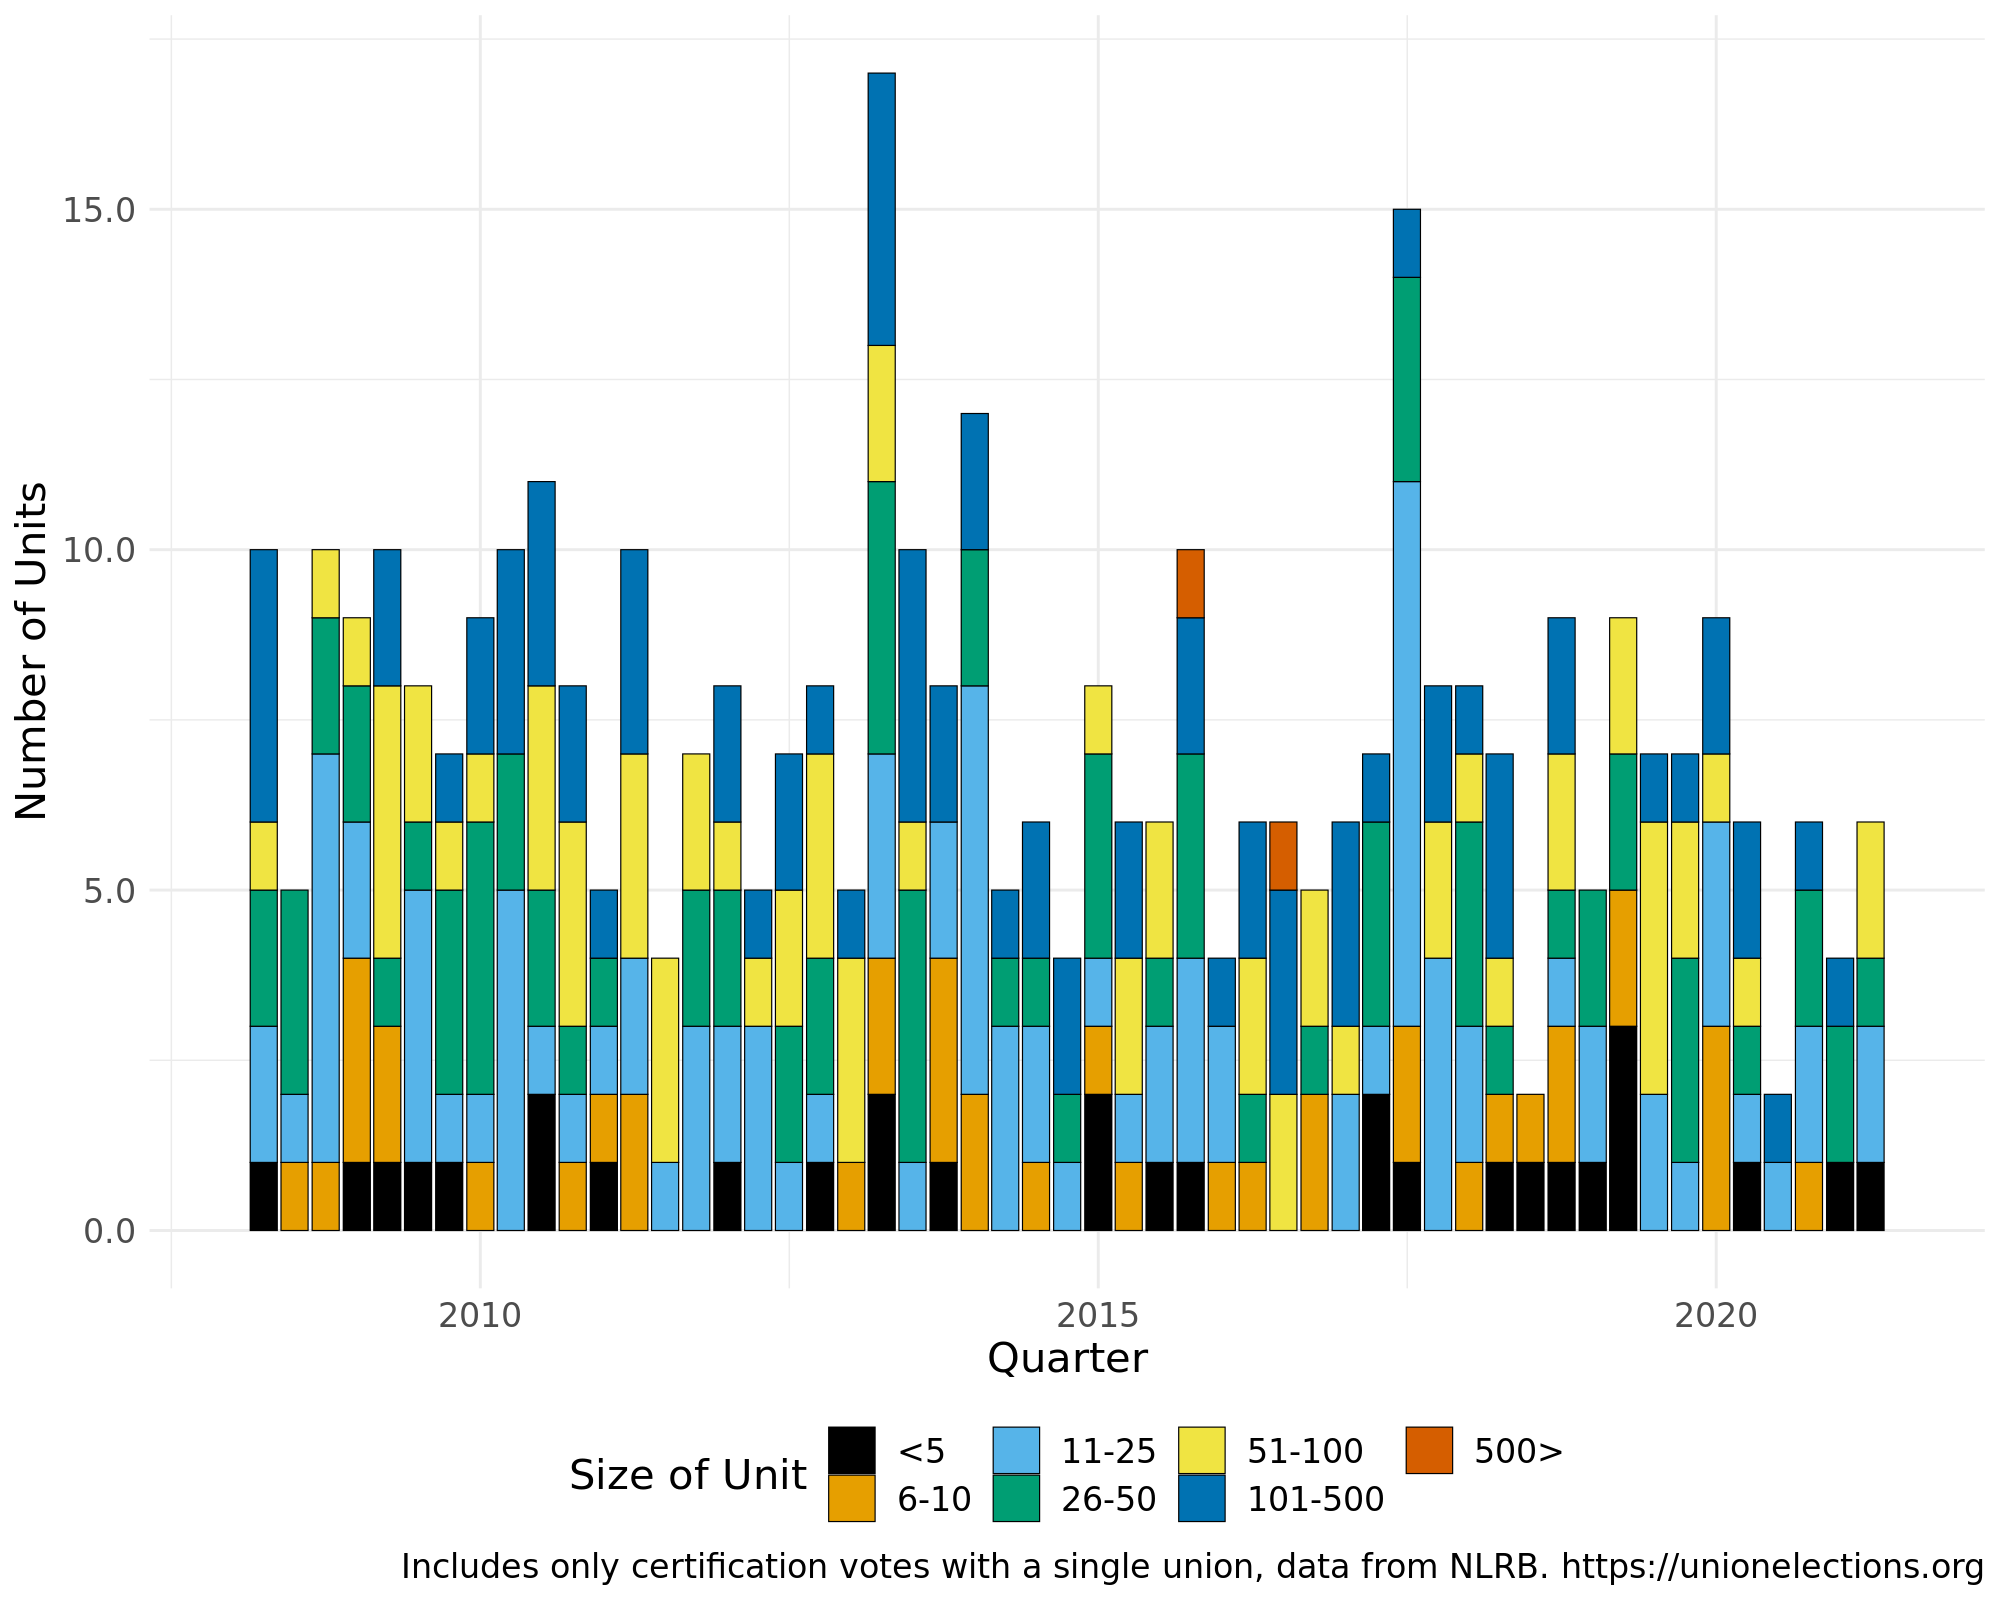 15.0
10.0
5.0
0.0
Number of Units
2010 2015 2020
Quarter
Size of Unit
<5 11-25 51-100 500>
6-10 26-50 101-500
Includes only certification votes with a single union, data from NLRB. https://unionelections.org